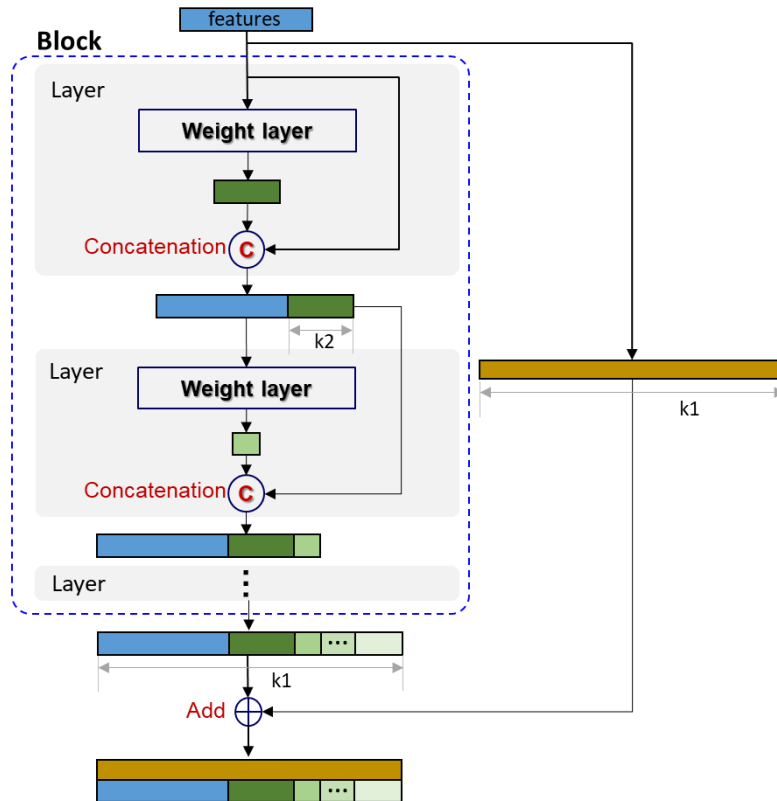 features
Block
Layer
Weight layer
Concatenation C
k2
Layer
Weight layer
k1
Concatenation C
Layer
⋮
...
k1
Add
...